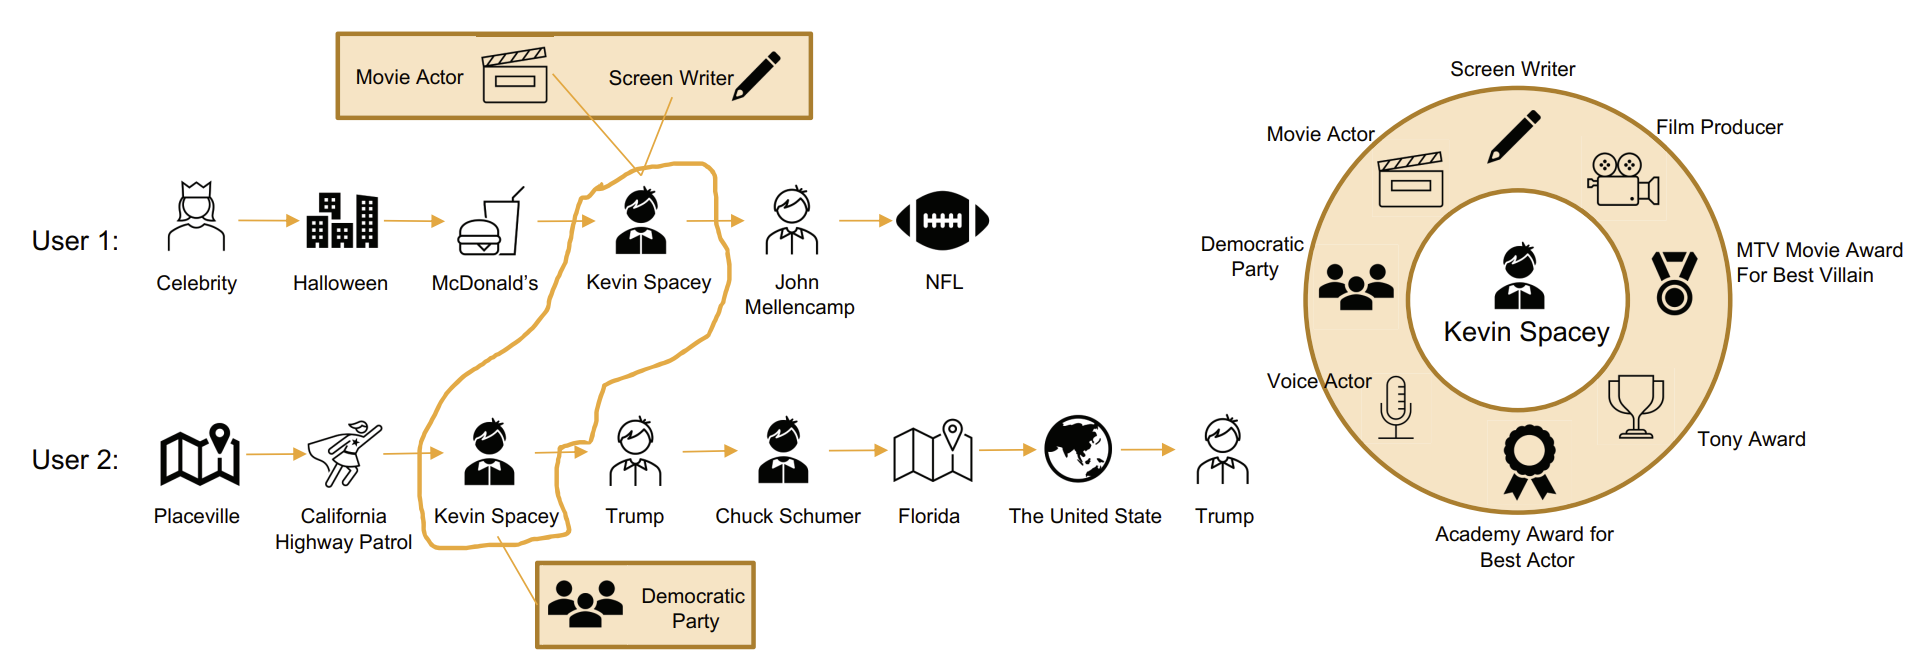 Movie Actor
Screen Writer
User 1:
Celebrity
Halloween
McDonald's
Kevin Spacey
John
Mellencamp
NFL
User 2:
Placeville
California
Highway Patrol
Kevin Spacey
Trump
Chuck Schumer
Florida
The United State
Trump
Democratic
Party
Screen Writer
Movie Actor
Film Producer
Democratic
Party
MTV Movie Award
For Best Villain
Kevin Spacey
Voice Actor
Tony Award
Academy Award for
Best Actor